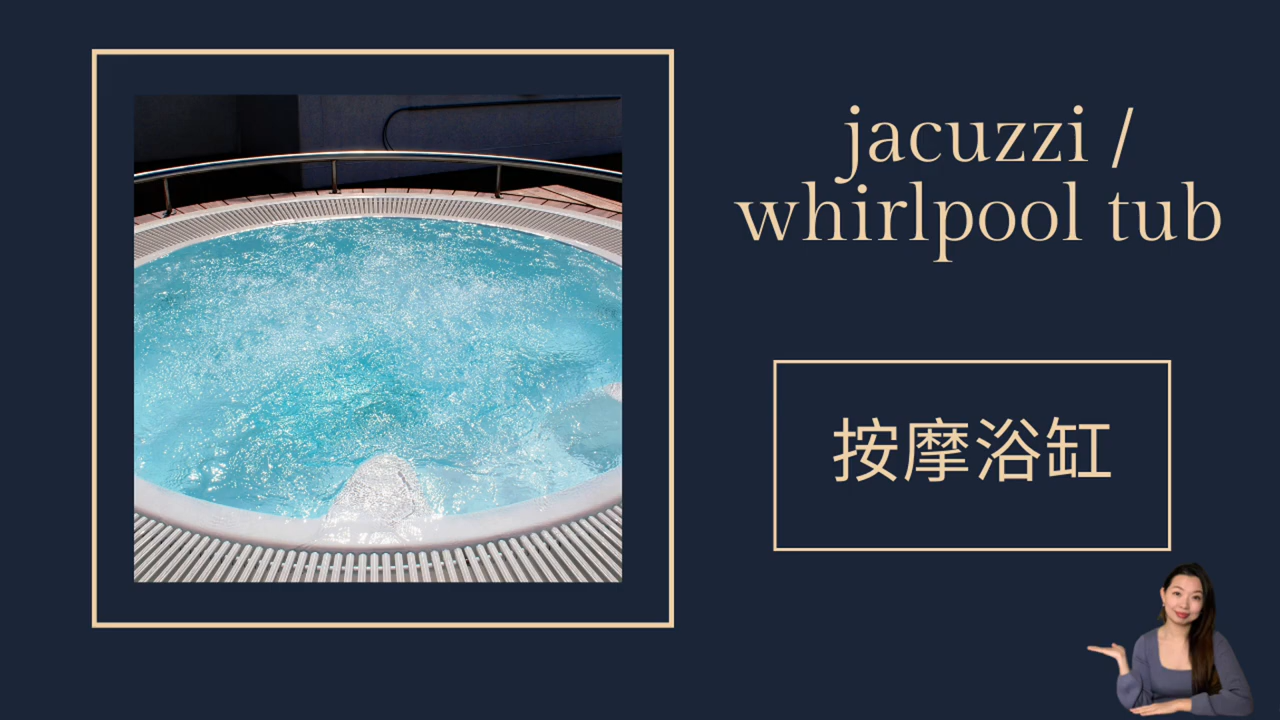 jacuzzi /
whirlpool tub
按摩浴缸